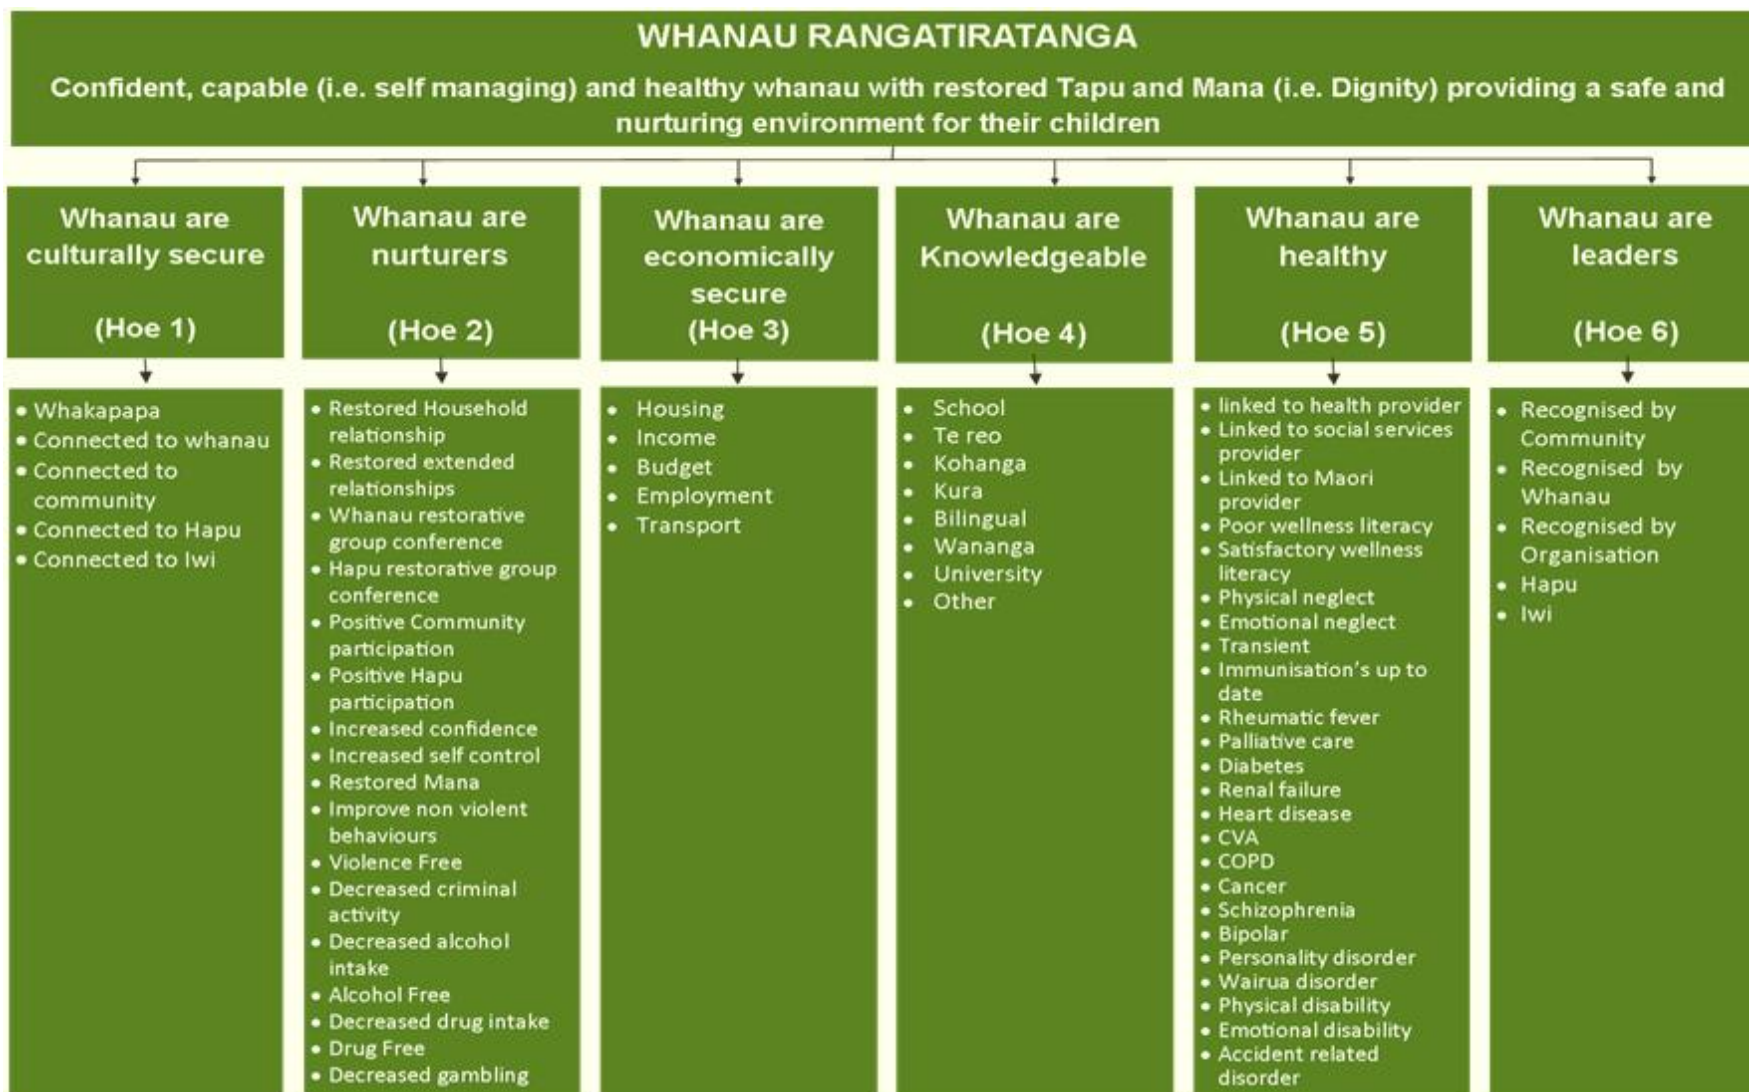 WHANAU RANGATIRATANGA
Confident, capable (i.e. self managing) and healthy whanau with restored Tapu and Mana (i.e. Dignity) providing a safe and
nurturing environment for their children
Whanau are
culturally secure
(Hoe 1)
• Whakapapa
• Connected to whanau
• Connected to
community
• Connected to Hapu
• Connected to Iwi
Whanau are
nurturers
(Hoe 2)
• Restored Household
relationship
• Restored extended
relationships
• Whanau restorative
group conference
• Hapu restorative group
conference
• Positive Community
participation
• Positive Hapu
participation
• Increased confidence
• Increased self control
• Restored Mana
• Improve non violent
behaviours
• Violence Free
• Decreased criminal
activity
• Decreased alcohol
intake
• Alcohol Free
• Decreased drug intake
• Drug Free
• Decreased gambling
Whanau are
economically
secure
(Hoe 3)
• Housing
• Income
• Budget
• Employment
• Transport
Whanau are
Knowledgeable
(Hoe 4)
• School
• Te reo
• Kohanga
• Kura
• Bilingual
• Wananga
• University
• Other
Whanau are
healthy
(Hoe 5)
• linked to health provider
• Linked to social services
provider
• Linked to Maori
provider
• Poor wellness literacy
• Satisfactory wellness
literacy
• Physical neglect
• Emotional neglect
• Transient
• Immunisation's up to
date
• Rheumatic fever
• Palliative care
• Diabetes
• Renal failure
• Heart disease
• CVA
• COPD
• Cancer
• Schizophrenia
• Bipolar
• Personality disorder
• Wairua disorder
• Physical disability
• Emotional disability
• Accident related
disorder
Whanau are
leaders
(Hoe 6)
• Recognised by
Community
• Recognised by
Whanau
• Recognised by
Organisation
• Hapu
• Iwi